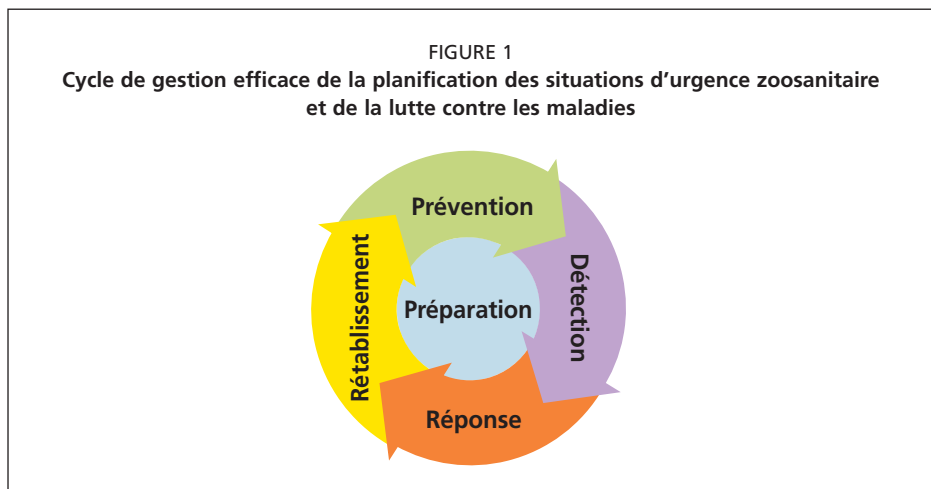 FIGURE 1
Cycle de gestion efficace de la planification des situations d’urgence zoosanitaire
et de la lutte contre les maladies
Prévention
Détection
Préparation
Rétablissement
Réponse